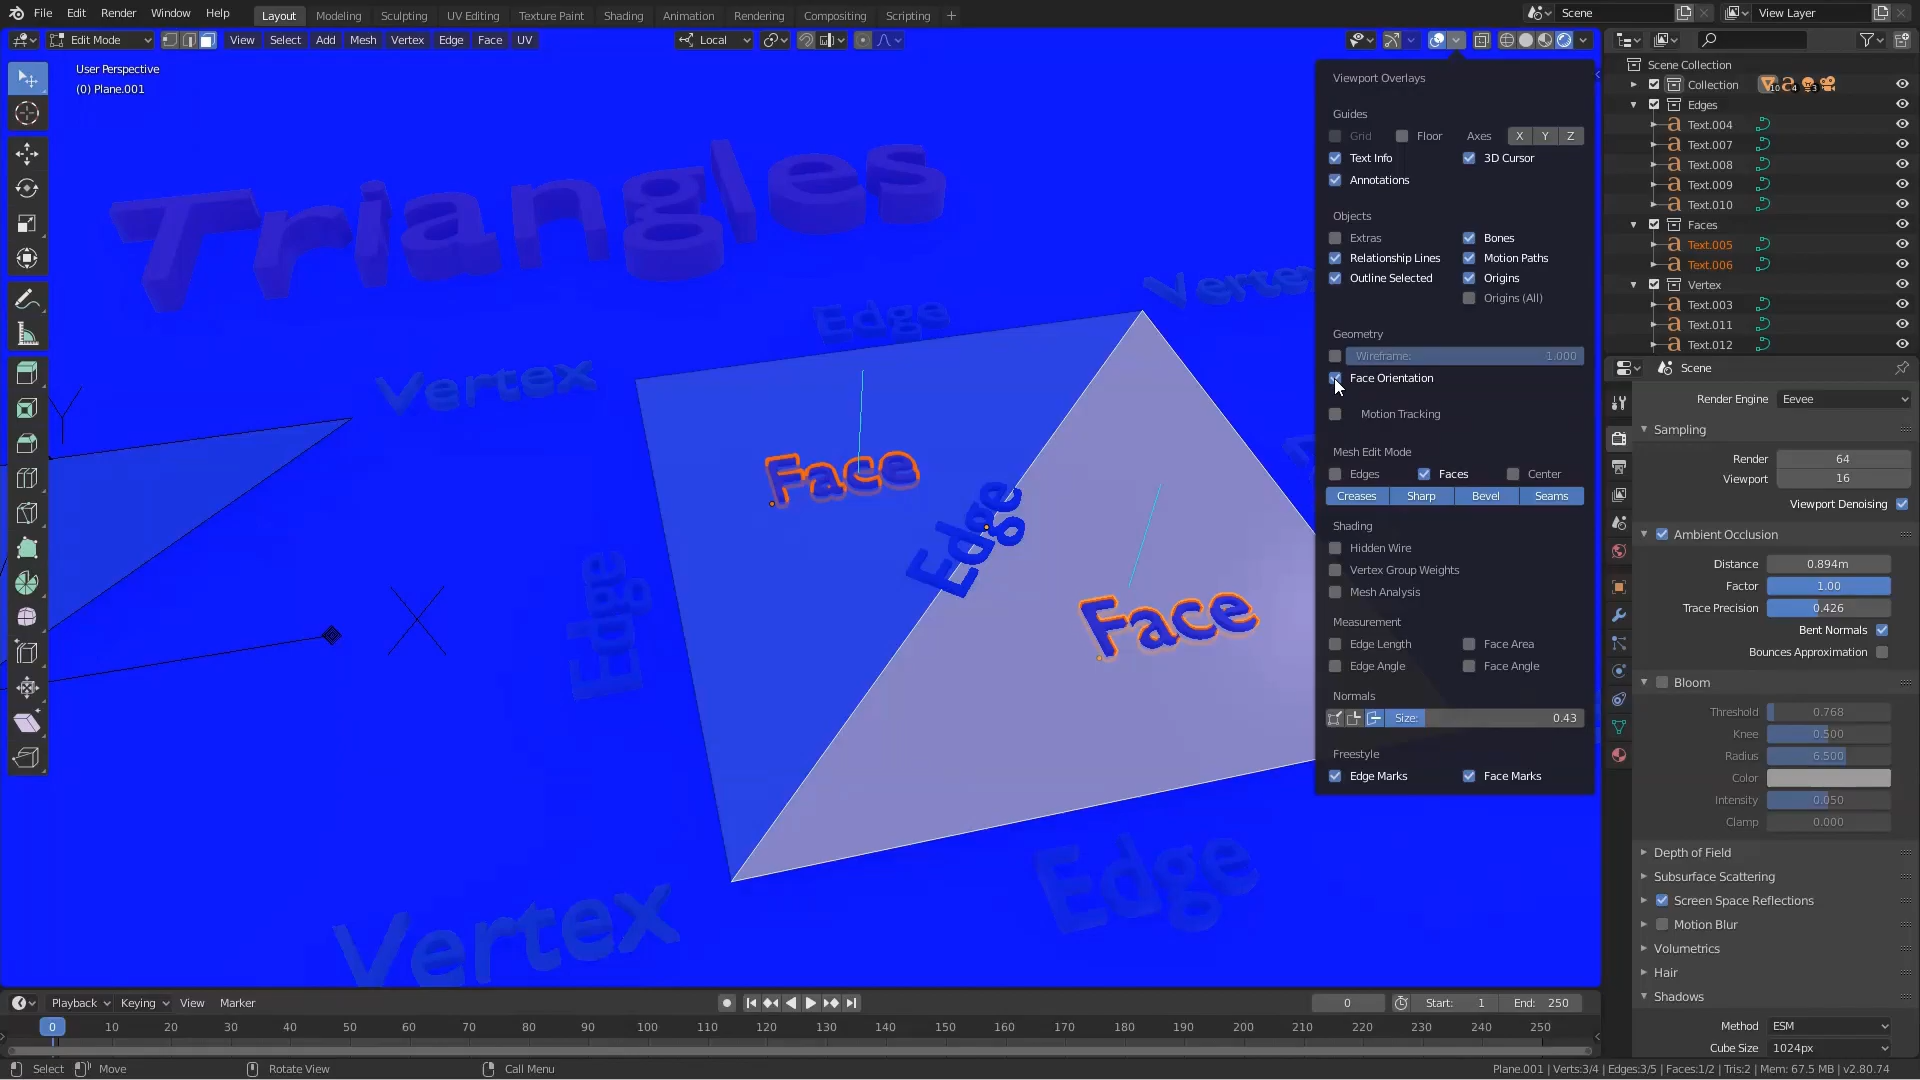 File Edit Render Window Help Layout Modeling Sculpting UV Editing Texture Paint Shading Animation Rendering Compositing Scripting + Scene View Layer
Edit Mode View Select Add Mesh Vertex Edge Face UV Local
User Perspective
(0) Plane.001
Triangles
Edge
Vertex
Vertex
Face
Edge
Edge
Face
Vertex
Edge
Y
X
Viewport Overlays
Guides
Grid Floor Axes X Y Z
Text Info 3D Cursor
Annotations
Objects
Extras Bones
Relationship Lines Motion Paths
Outline Selected Origins
Origins (All)
Geometry
Wireframe: 1.000
Face Orientation
Motion Tracking
Mesh Edit Mode
Edges Faces Center
Creases Sharp Bevel Seams
Shading
Hidden Wire
Vertex Group Weights
Mesh Analysis
Measurement
Edge Length Face Area
Edge Angle Face Angle
Normals
Size: 0.43
Freestyle
Edge Marks Face Marks
Scene Collection
Collection 10 4 3
Edges
Text.004
Text.007
Text.008
Text.009
Text.010
Faces
Text.005
Text.006
Vertex
Text.003
Text.011
Text.012
Scene
Render Engine Eevee
Sampling
Render 64
Viewport 16
Viewport Denoising
Ambient Occlusion
Distance 0.894m
Factor 1.00
Trace Precision 0.426
Bent Normals
Bounces Approximation
Bloom
Threshold 0.768
Knee 0.500
Radius 6.500
Color
Intensity 0.050
Clamp 0.000
Depth of Field
Subsurface Scattering
Screen Space Reflections
Motion Blur
Volumetrics
Hair
Shadows
Method ESM
Cube Size 1024px
Playback Keying View Marker 0 Start: 1 End: 250
0 10 20 30 40 50 60 70 80 90 100 110 120 130 140 150 160 170 180 190 200 210 220 230 240 250
Select Move Rotate View Call Menu Plane.001 | Verts:3/4 | Edges:3/5 | Faces:1/2 | Tris:2 | Mem: 67.5 MB | v2.80.74